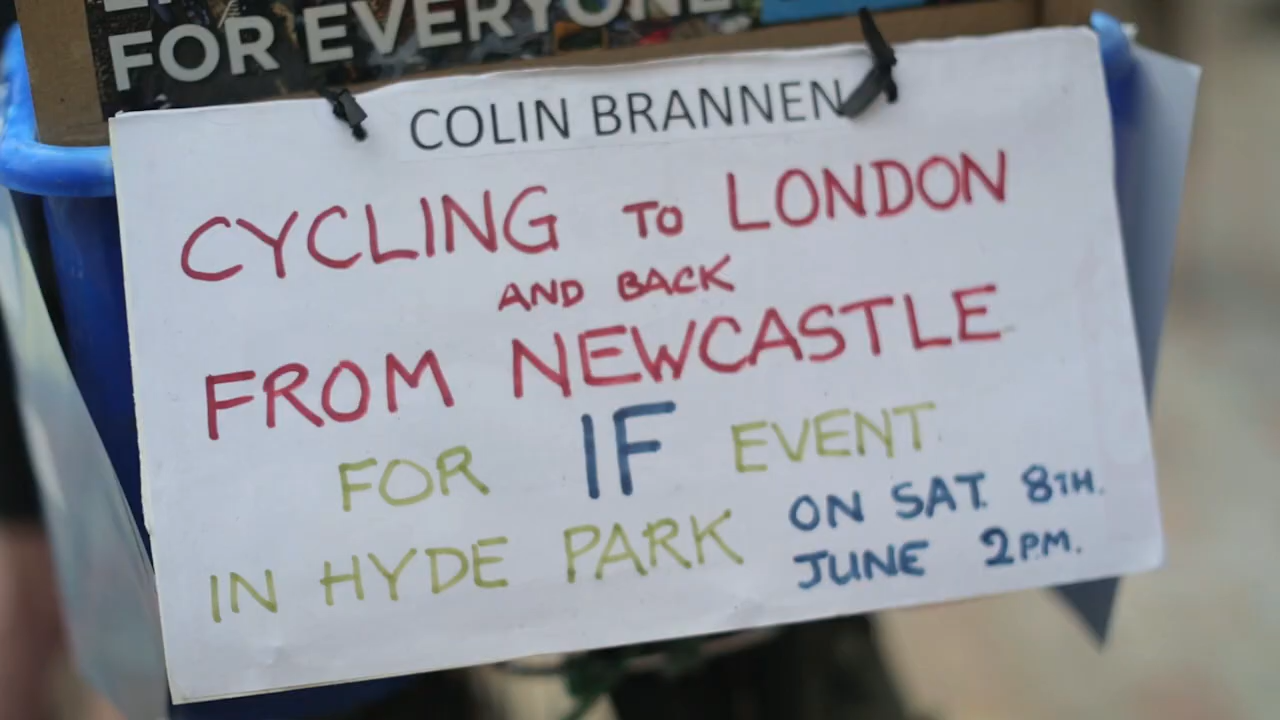 FOR EVERYONE
COLIN BRANNEN
CYCLING TO LONDON
AND BACK
FROM NEWCASTLE
FOR IF EVENT
IN HYDE PARK ON SAT. 8TH.
JUNE 2P.M.